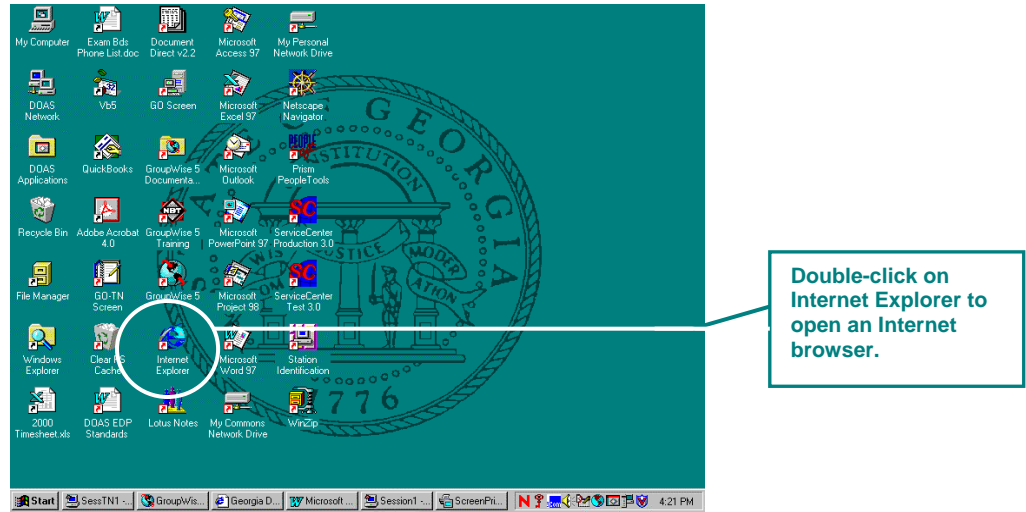 My Computer
Exam Bds
Phone List.doc
Document
Direct v2.2
Microsoft
Access 97
My Personal
Network Drive
DOAS
Network
Vb5
GO Screen
Microsoft
Excel 97
Netscape
Navigator
DOAS
Applications
QuickBooks
GroupWise 5
Documenta...
Microsoft
Outlook
PEOPLE
Prism
PeopleTools
Recycle Bin
Adobe Acrobat
4.0
NBT
GroupWise 5
Training
Microsoft
PowerPoint 97
SC
ServiceCenter
Production 3.0
File Manager
GO-TN
Screen
GroupWise 5
Microsoft
Project 98
SC
ServiceCenter
Test 3.0
Windows
Explorer
Clear PS
Cache
Internet
Explorer
Microsoft
Word 97
Station
Identification
2000
Timesheet.xls
DOAS EDP
Standards
Lotus Notes
My Commons
Network Drive
WinZip
GEORGIA
CONSTITUTION
WISDOM
JUSTICE
MODERATION
1776
Double-click on
Internet Explorer to
open an Internet
browser.
Start
SessTN1 -...
GroupWis...
Georgia D...
Microsoft ...
Session1 -...
ScreenPri...
4:21 PM